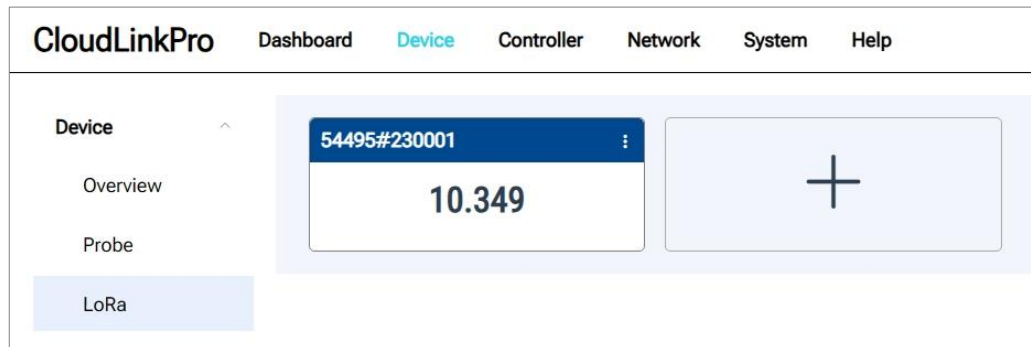 CloudLinkPro Dashboard Device Controller Network System Help
Device
Overview
Probe
LoRa
54495#230001
10.349